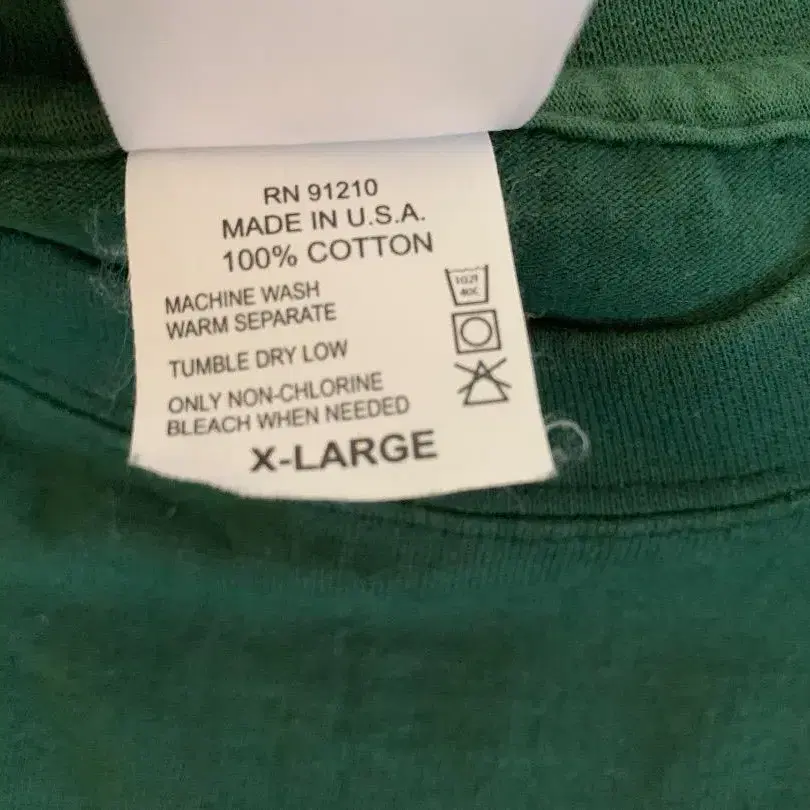 RN 91210
MADE IN U.S.A.
100% COTTON
MACHINE WASH
WARM SEPARATE
TUMBLE DRY LOW
ONLY NON-CHLORINE
BLEACH WHEN NEEDED
X-LARGE